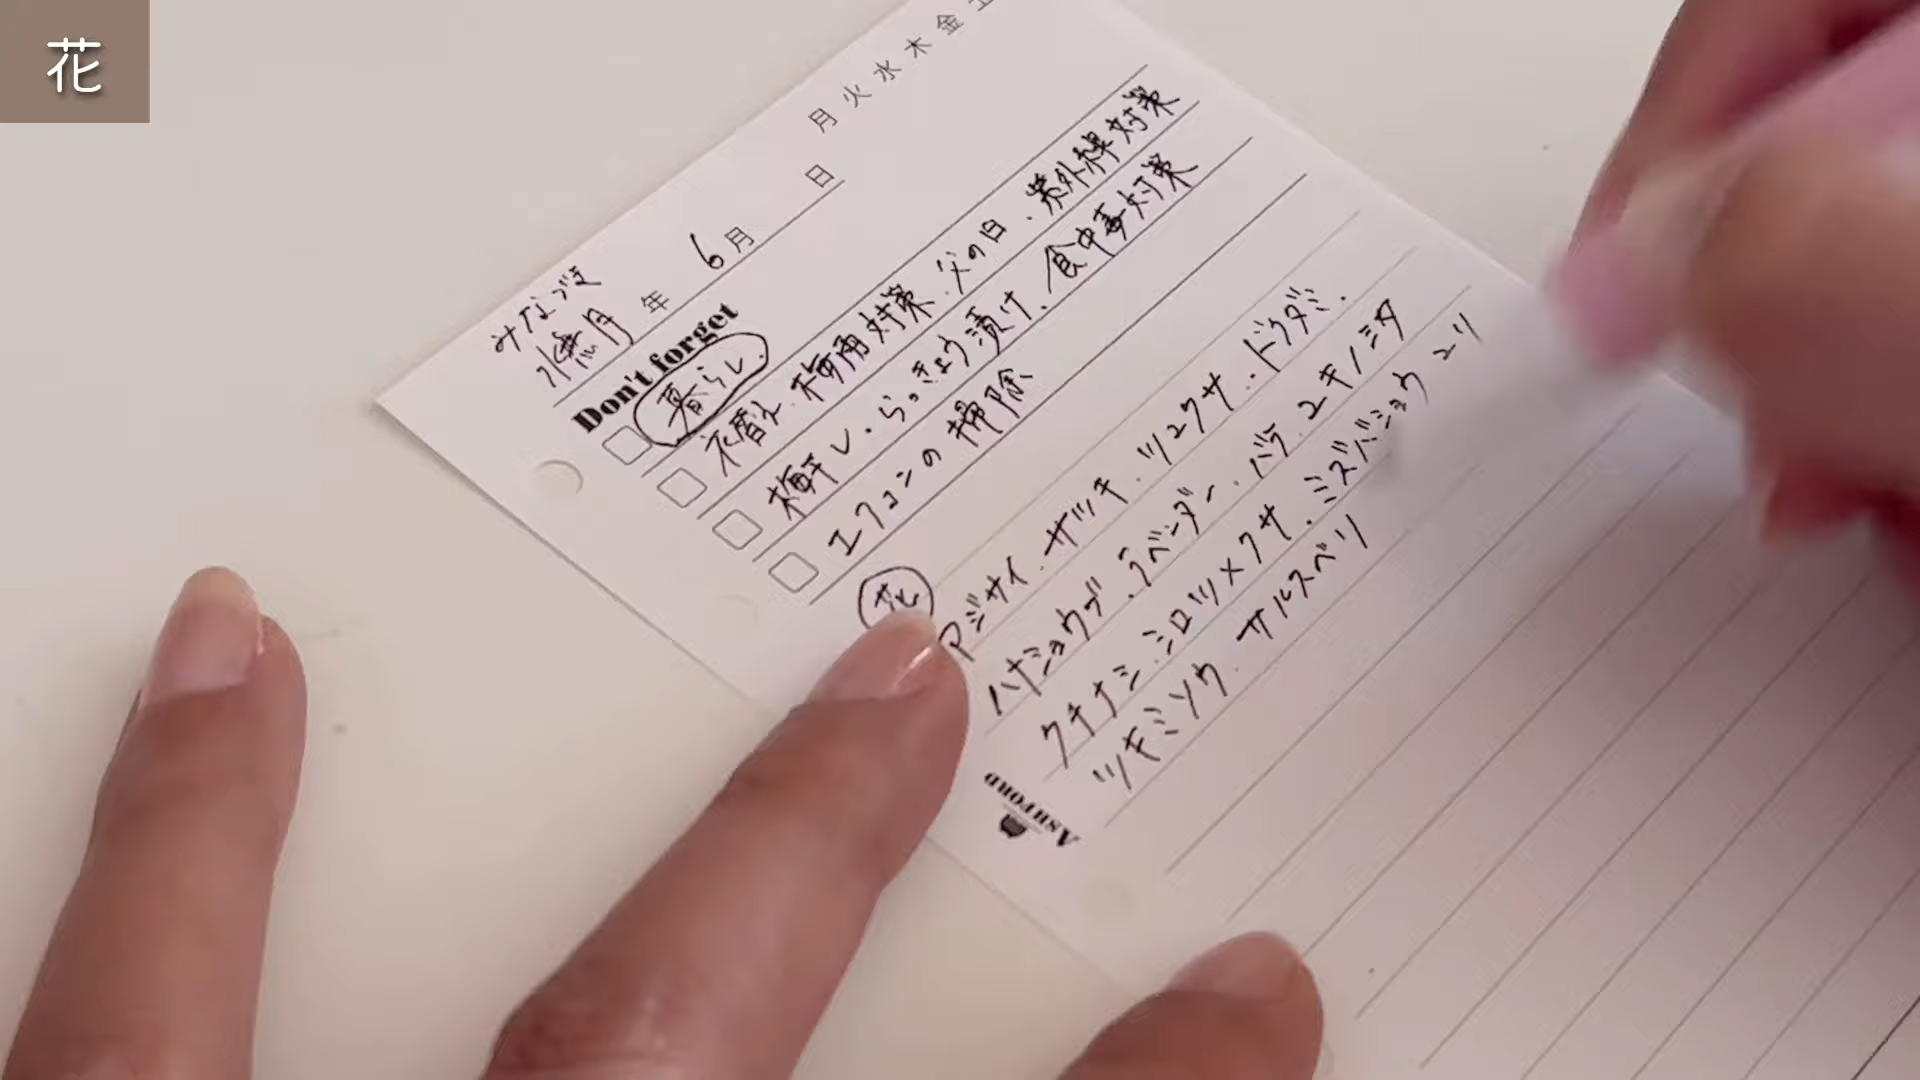 花
月 火 水 木 金 土
みなづき
水無月 年 6月 日
Don't forget
暮らし
衣替え・梅雨対策・父の日・紫外線対策
梅干し・らっきょう漬け・食中毒対策
エアコンの掃除
花
アジサイ・サツキ・ツユクサ・ドクダミ・
ハナショウブ・ラベンダー・バラ・ユキノシタ
クチナシ・シロツメクサ・ミズバショウ ユリ
ツキミソウ・サルスベリ
Ashford